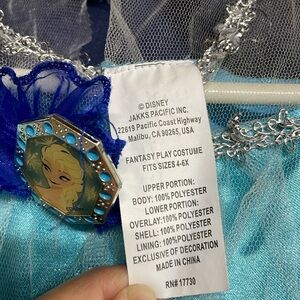 © DISNEY
JAKKS PACIFIC INC.
22619 Pacific Coast Highway
Malibu, CA 90265, USA
FANTASY PLAY COSTUME
FITS SIZES 4-6X
UPPER PORTION:
BODY: 100% POLYESTER
LOWER PORTION:
OVERLAY:100% POLYESTER
SHELL: 100% POLYESTER
LINING: 100%POLYESTER
EXCLUSIVE OF DECORATION
MADE IN CHINA
RN# 17730